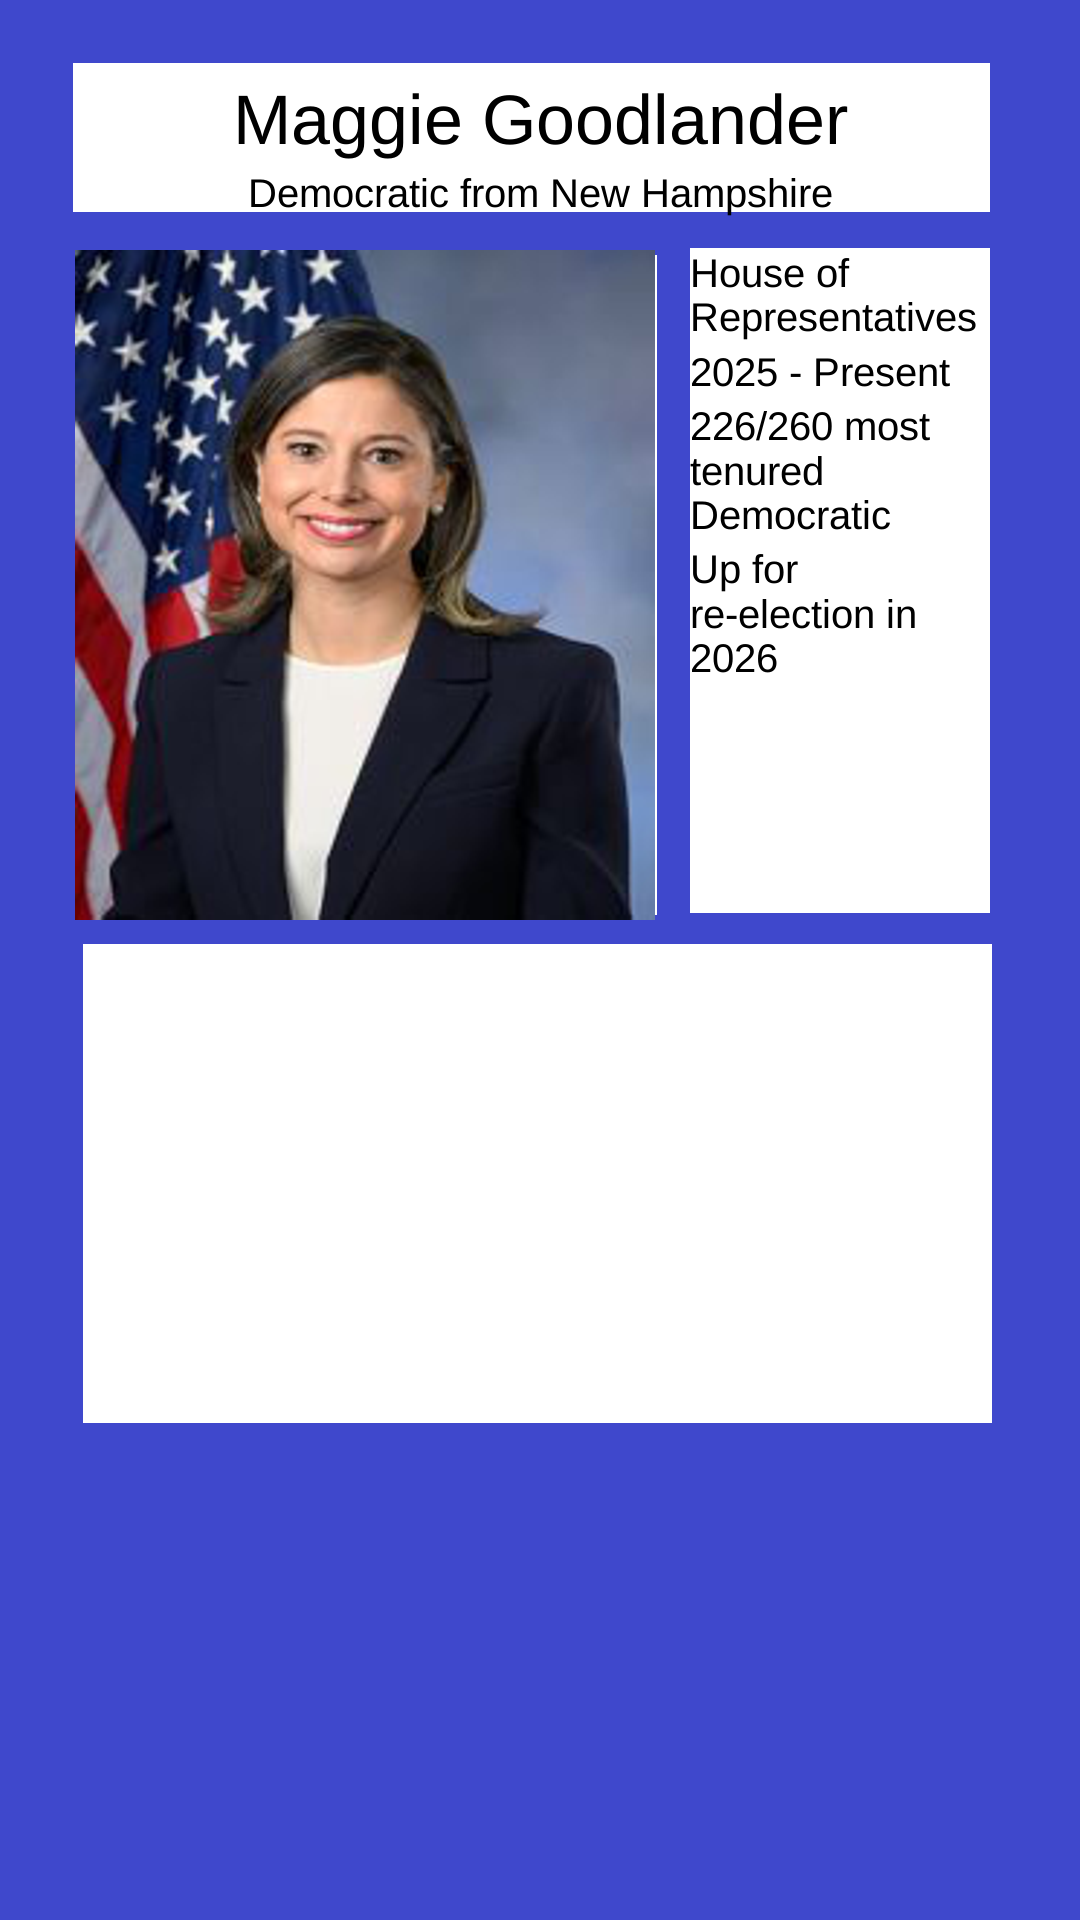 Maggie Goodlander
Democratic from New Hampshire
House of
Representatives
2025 - Present
226/260 most
tenured
Democratic
Up for
re-election in
2026